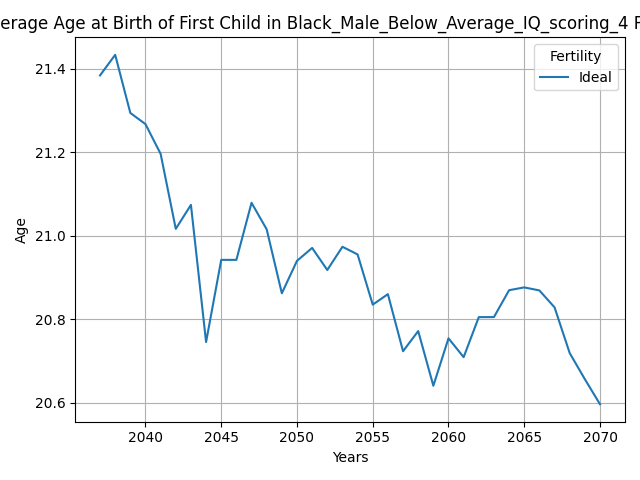 erage Age at Birth of First Child in Black_Male_Below_Average_IQ_scoring_4
Fertility
Ideal
21.4
21.2
21.0
20.8
20.6
Age
2040 2045 2050 2055 2060 2065 2070
Years